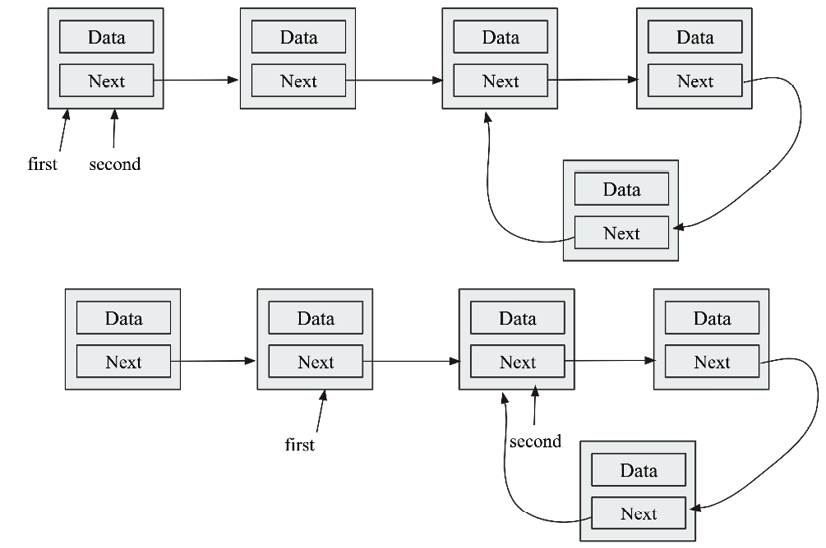 Data Data Data Data
Next Next Next Next
first second
Data
Next
Data Data Data Data
Next Next Next Next
first
second
Data
Next